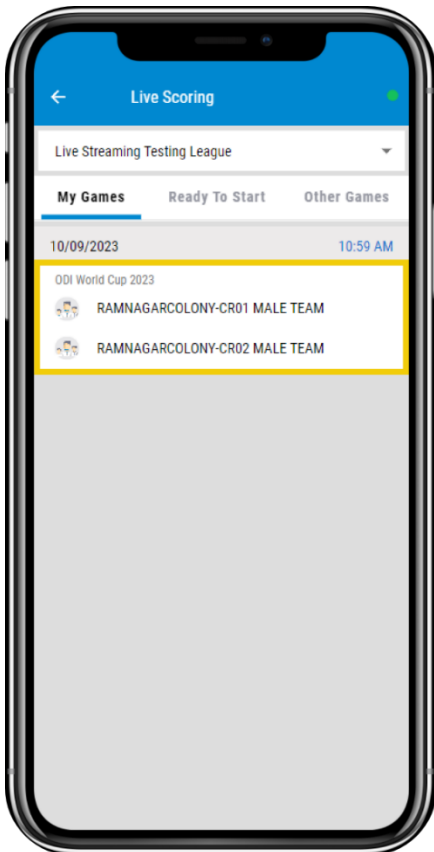 Live Scoring
Live Streaming Testing League
My Games Ready To Start Other Games
10/09/2023 10:59 AM
ODI World Cup 2023
RAMNAGARCOLONY-CR01 MALE TEAM
RAMNAGARCOLONY-CR02 MALE TEAM